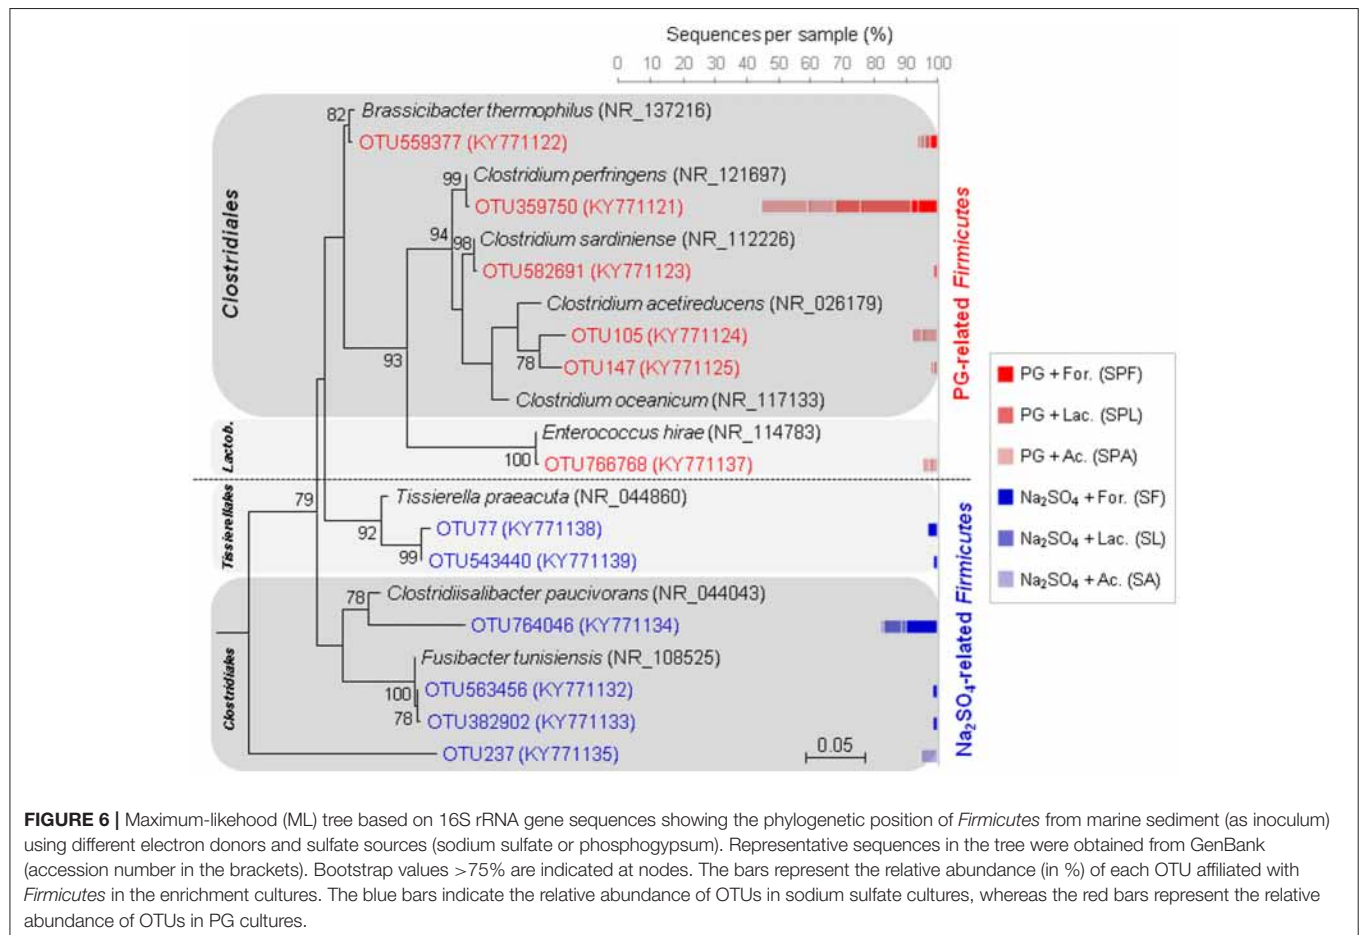 Sequences per sample (%)
0 10 20 30 40 50 60 70 80 90 100
82
Brassicibacter thermophilus (NR_137216)
OTU559377 (KY771122)
99
Clostridium perfringens (NR_121697)
OTU359750 (KY771121)
94
98
Clostridium sardiniense (NR_112226)
OTU582691 (KY771123)
Clostridium acetireducens (NR_026179)
OTU105 (KY771124)
93
78
OTU147 (KY771125)
Clostridium oceanicum (NR_117133)
Enterococcus hirae (NR_114783)
100
OTU766768 (KY771137)
79
Tissierella praeacuta (NR_044860)
92
OTU77 (KY771138)
99
OTU543440 (KY771139)
78
Clostridiisalibacter paucivorans (NR_044043)
OTU764046 (KY771134)
Fusibacter tunisiensis (NR_108525)
100
OTU563456 (KY771132)
78
OTU382902 (KY771133)
OTU237 (KY771135)
0.05
Clostridiales
Lactob.
Tissierellales
Clostridiales
PG-related Firmicutes
Na₂SO₄-related Firmicutes
PG + For. (SPF)
PG + Lac. (SPL)
PG + Ac. (SPA)
Na₂SO₄ + For. (SF)
Na₂SO₄ + Lac. (SL)
Na₂SO₄ + Ac. (SA)
FIGURE 6 | Maximum-likehood (ML) tree based on 16S rRNA gene sequences showing the phylogenetic position of Firmicutes from marine sediment (as inoculum)
using different electron donors and sulfate sources (sodium sulfate or phosphogypsum). Representative sequences in the tree were obtained from GenBank
(accession number in the brackets). Bootstrap values >75% are indicated at nodes. The bars represent the relative abundance (in %) of each OTU affiliated with
Firmicutes in the enrichment cultures. The blue bars indicate the relative abundance of OTUs in sodium sulfate cultures, whereas the red bars represent the relative
abundance of OTUs in PG cultures.